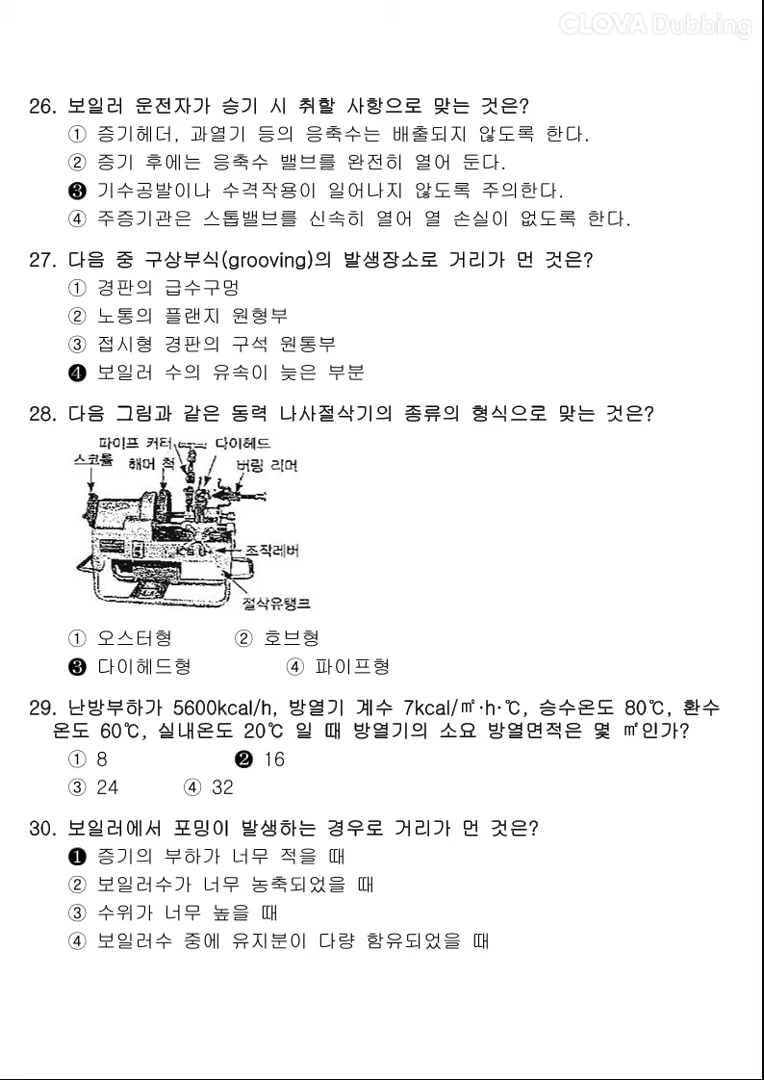 CLOVA Dubbing
26. 보일러 운전자가 승기 시 취할 사항으로 맞는 것은?
① 증기헤더, 과열기 등의 응축수는 배출되지 않도록 한다.
② 증기 후에는 응축수 밸브를 완전히 열어 둔다.
❸ 기수공발이나 수격작용이 일어나지 않도록 주의한다.
④ 주증기관은 스톱밸브를 신속히 열어 열 손실이 없도록 한다.
27. 다음 중 구상부식(grooving)의 발생장소로 거리가 먼 것은?
① 경판의 급수구멍
② 노통의 플랜지 원형부
③ 접시형 경판의 구석 원통부
❹ 보일러 수의 유속이 늦은 부분
28. 다음 그림과 같은 동력 나사절삭기의 종류의 형식으로 맞는 것은?
파이프 커터 다이헤드
스코롤 해머 척 버링 리머
조작레버
절삭유탱크
① 오스터형 ② 호브형
❸ 다이헤드형 ④ 파이프형
29. 난방부하가 5600kcal/h, 방열기 계수 7kcal/㎡·h·℃, 승수온도 80℃, 환수
온도 60℃, 실내온도 20℃ 일 때 방열기의 소요 방열면적은 몇 ㎡인가?
① 8 ❷ 16
③ 24 ④ 32
30. 보일러에서 포밍이 발생하는 경우로 거리가 먼 것은?
❶ 증기의 부하가 너무 적을 때
② 보일러수가 너무 농축되었을 때
③ 수위가 너무 높을 때
④ 보일러수 중에 유지분이 다량 함유되었을 때